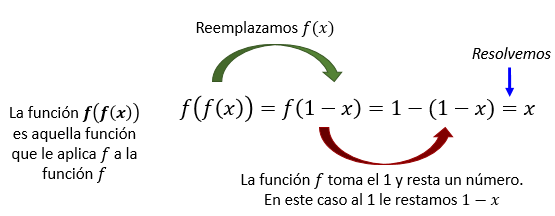 Reemplazamos f(x)
Resolvemos
La función f(f(x))
es aquella función
que le aplica f a la
función f
f(f(x)) = f(1 − x) = 1 − (1 − x) = x
La función f toma el 1 y resta un número.
En este caso al 1 le restamos 1 − x